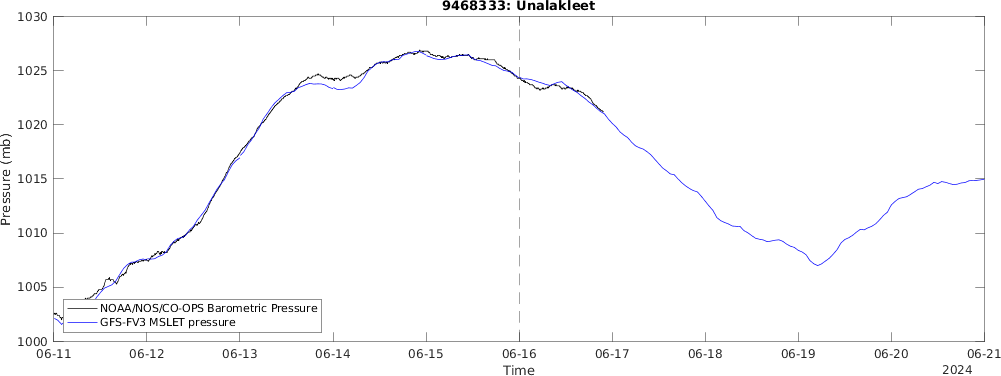 9468333: Unalakleet
1030
1025
1020
1015
1010
1005
1000
Pressure (mb)
NOAA/NOS/CO-OPS Barometric Pressure
GFS-FV3 MSLET pressure
06-11 06-12 06-13 06-14 06-15 06-16 06-17 06-18 06-19 06-20 06-21
Time
2024